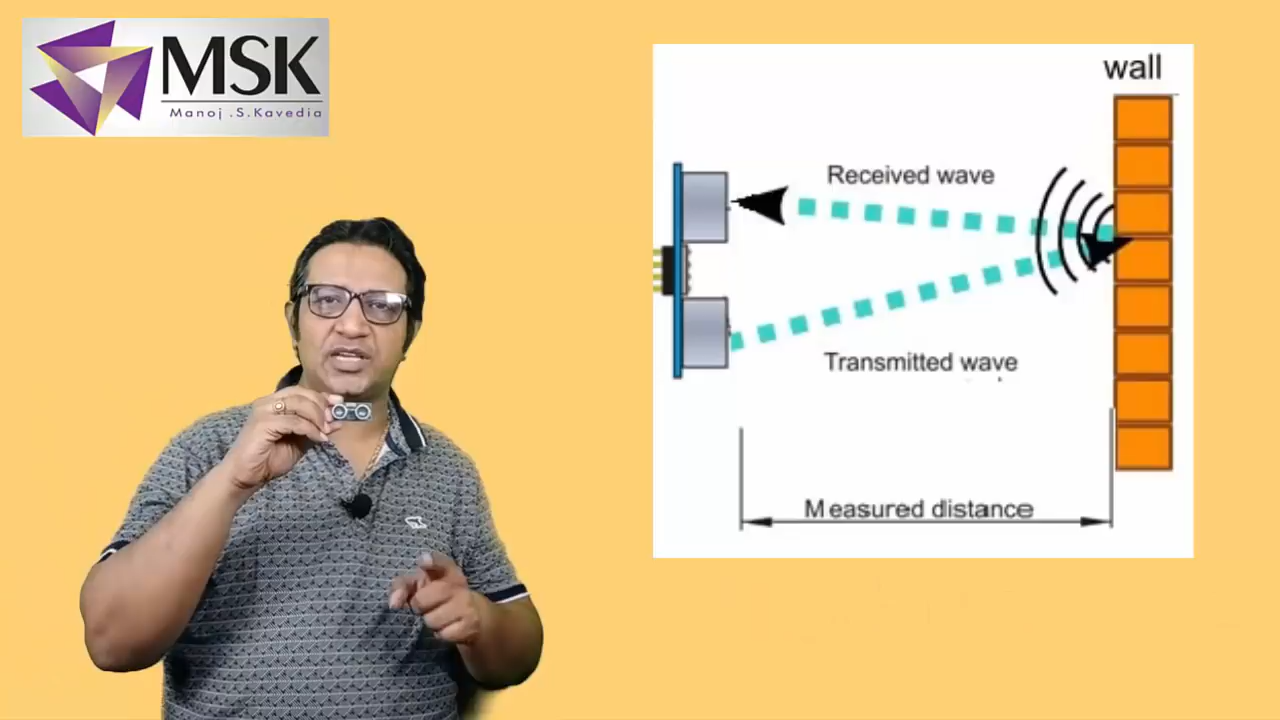 MSK
Manoj .S.Kavedia
wall
Received wave
Transmitted wave
Measured distance